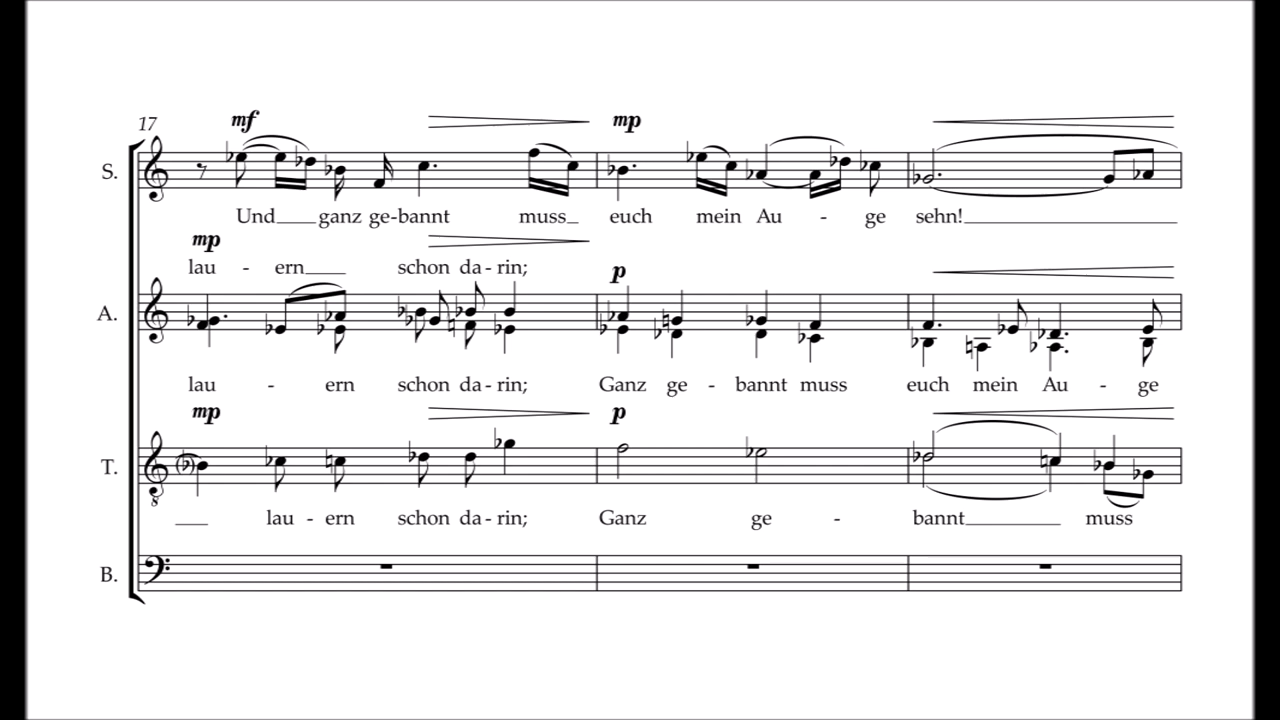 17
mf
S.
Und ganz ge-bannt muss
mp
euch mein Au - ge sehn!
mp
lau - ern schon da-rin;
p
A.
lau - ern schon da-rin; Ganz ge - bannt muss euch mein Au - ge
mp
p
T.
8
lau - ern schon da-rin; Ganz ge - bannt muss
B.